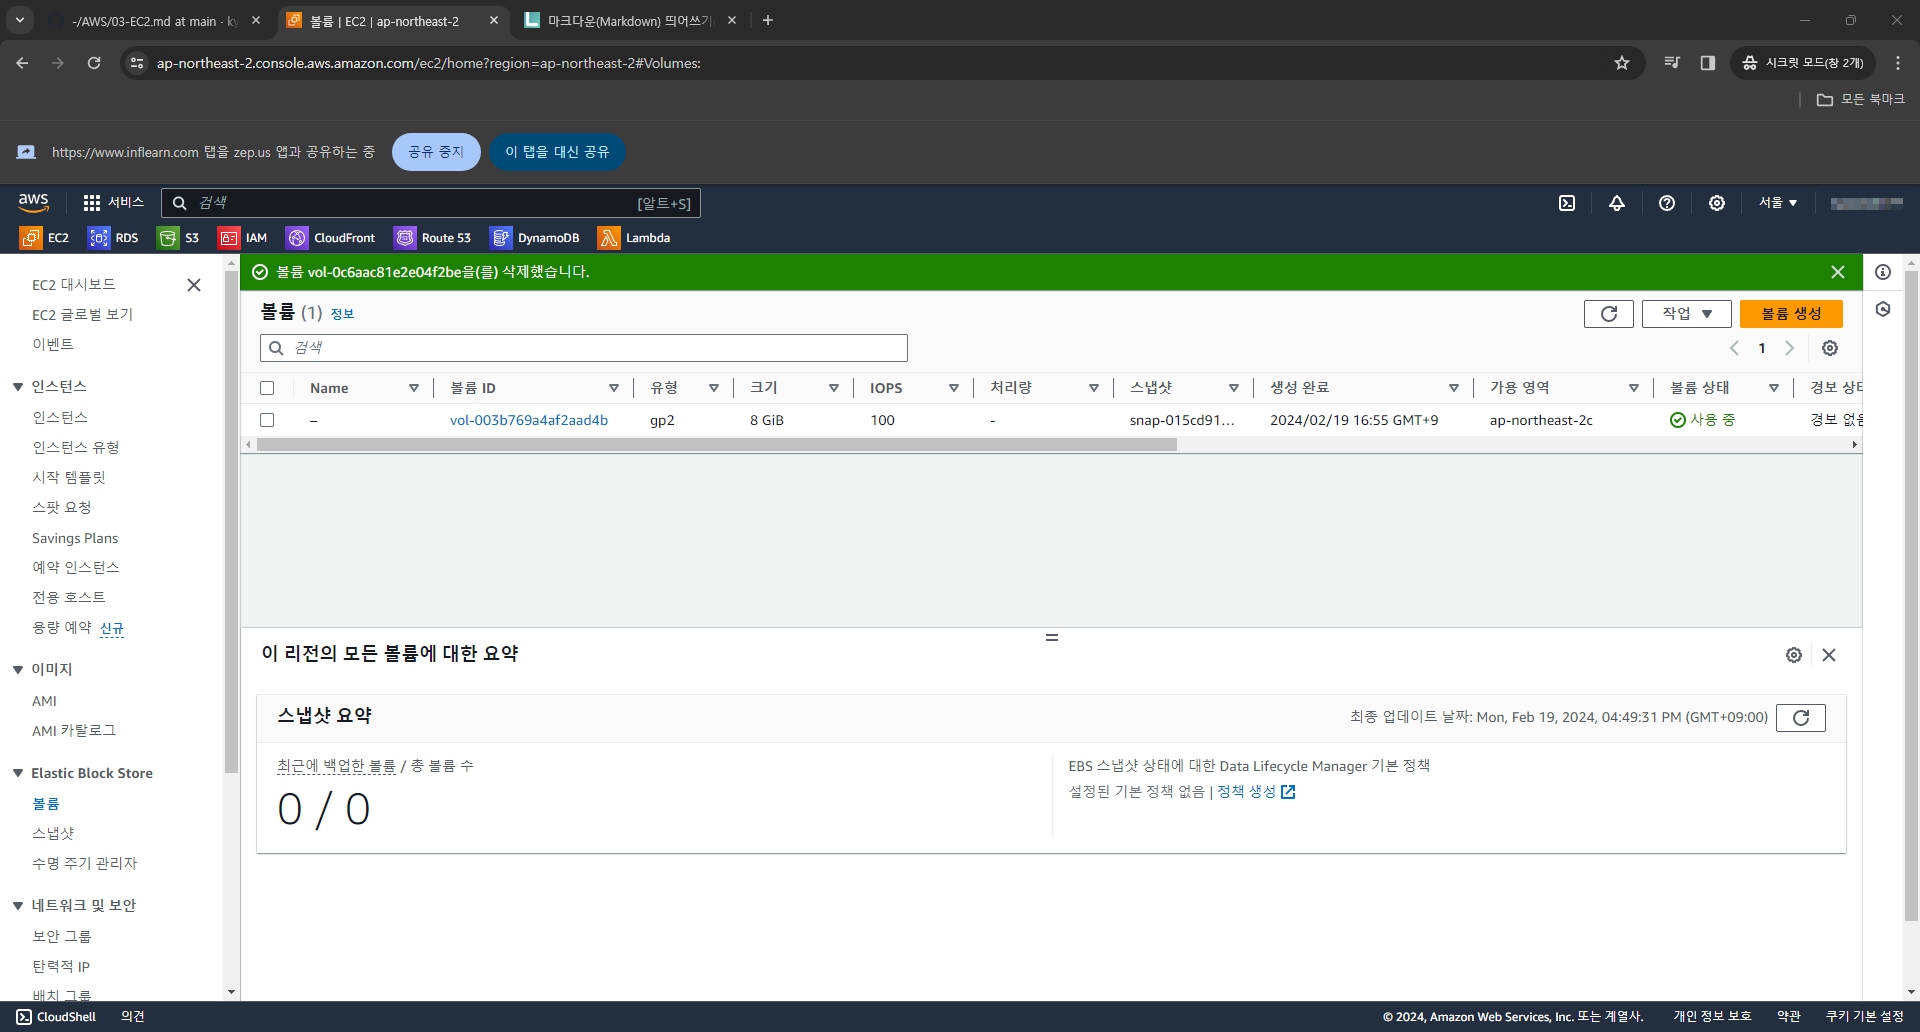 -/AWS/03-EC2.md at main · ky
볼륨 | EC2 | ap-northeast-2
마크다운(Markdown) 띄어쓰기
ap-northeast-2.console.aws.amazon.com/ec2/home?region=ap-northeast-2#Volumes:
시크릿 모드(창 2개)
모든 북마크
https://www.inflearn.com 탭을 zep.us 앱과 공유하는 중
공유 중지
이 탭을 대신 공유
aws
서비스
검색
[알트+S]
서울
EC2
RDS
S3
IAM
CloudFront
Route 53
DynamoDB
Lambda
EC2 대시보드
EC2 글로벌 보기
이벤트
인스턴스
인스턴스
인스턴스 유형
시작 템플릿
스팟 요청
Savings Plans
예약 인스턴스
전용 호스트
용량 예약 신규
이미지
AMI
AMI 카탈로그
Elastic Block Store
볼륨
스냅샷
수명 주기 관리자
네트워크 및 보안
보안 그룹
탄력적 IP
배치 그룹
볼륨 vol-0c6aac81e2e04f2be을(를) 삭제했습니다.
볼륨 (1) 정보
작업
볼륨 생성
검색
1
Name 볼륨 ID 유형 크기 IOPS 처리량 스냅샷 생성 완료 가용 영역 볼륨 상태 경보 상태
– vol-003b769a4af2aad4b gp2 8 GiB 100 - snap-015cd91... 2024/02/19 16:55 GMT+9 ap-northeast-2c 사용 중 경보 없음
이 리전의 모든 볼륨에 대한 요약
스냅샷 요약
최종 업데이트 날짜: Mon, Feb 19, 2024, 04:49:31 PM (GMT+09:00)
최근에 백업한 볼륨 / 총 볼륨 수
0 / 0
EBS 스냅샷 상태에 대한 Data Lifecycle Manager 기본 정책
설정된 기본 정책 없음 | 정책 생성
CloudShell
의견
© 2024, Amazon Web Services, Inc. 또는 계열사.
개인 정보 보호
약관
쿠키 기본 설정